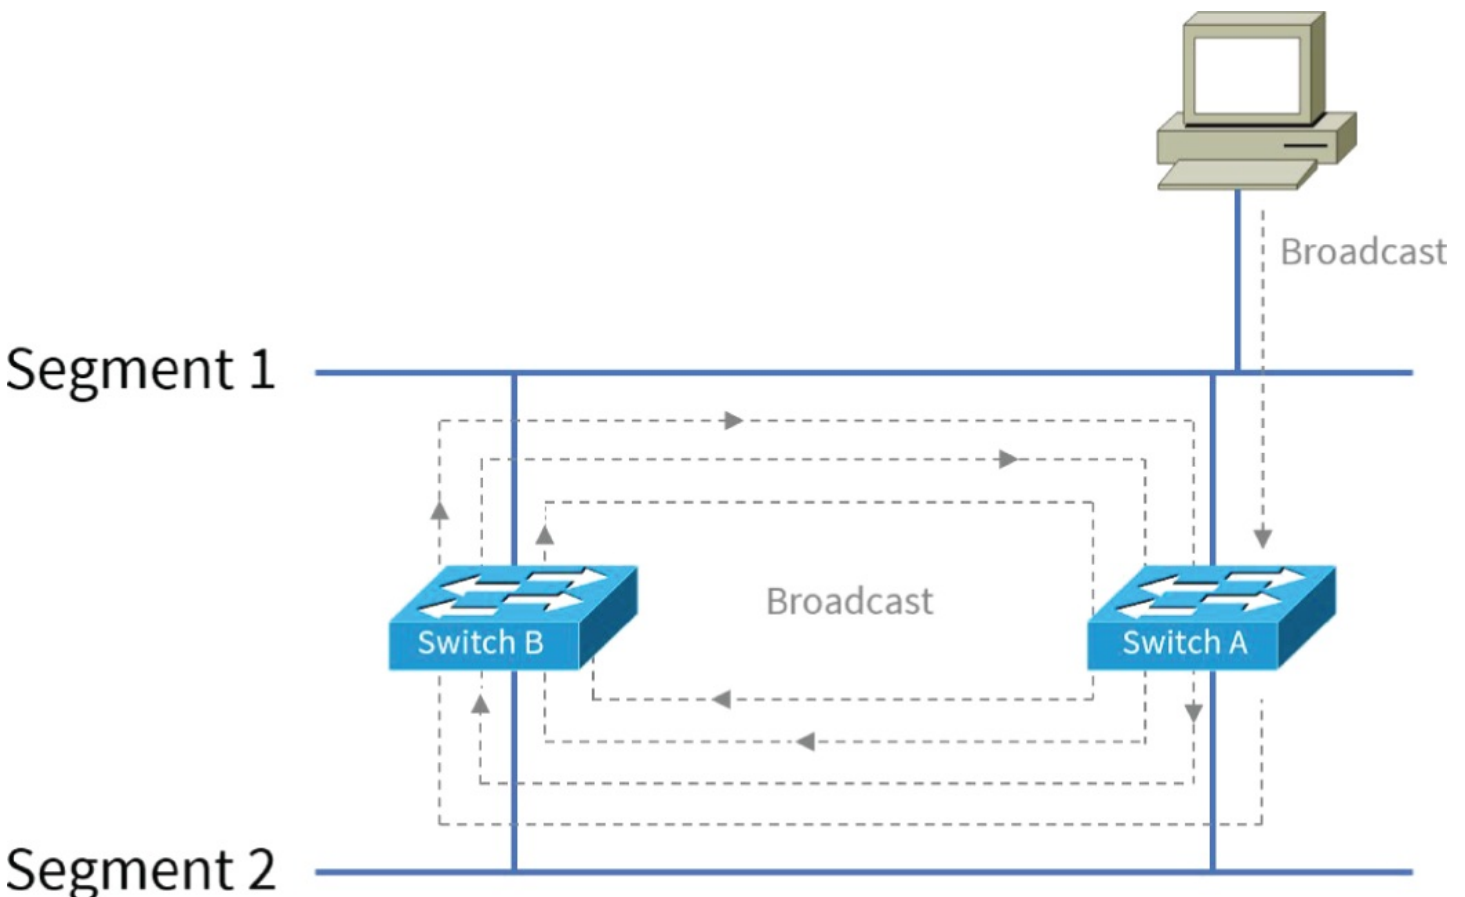 Broadcast
Segment 1
Broadcast
Switch B
Switch A
Segment 2